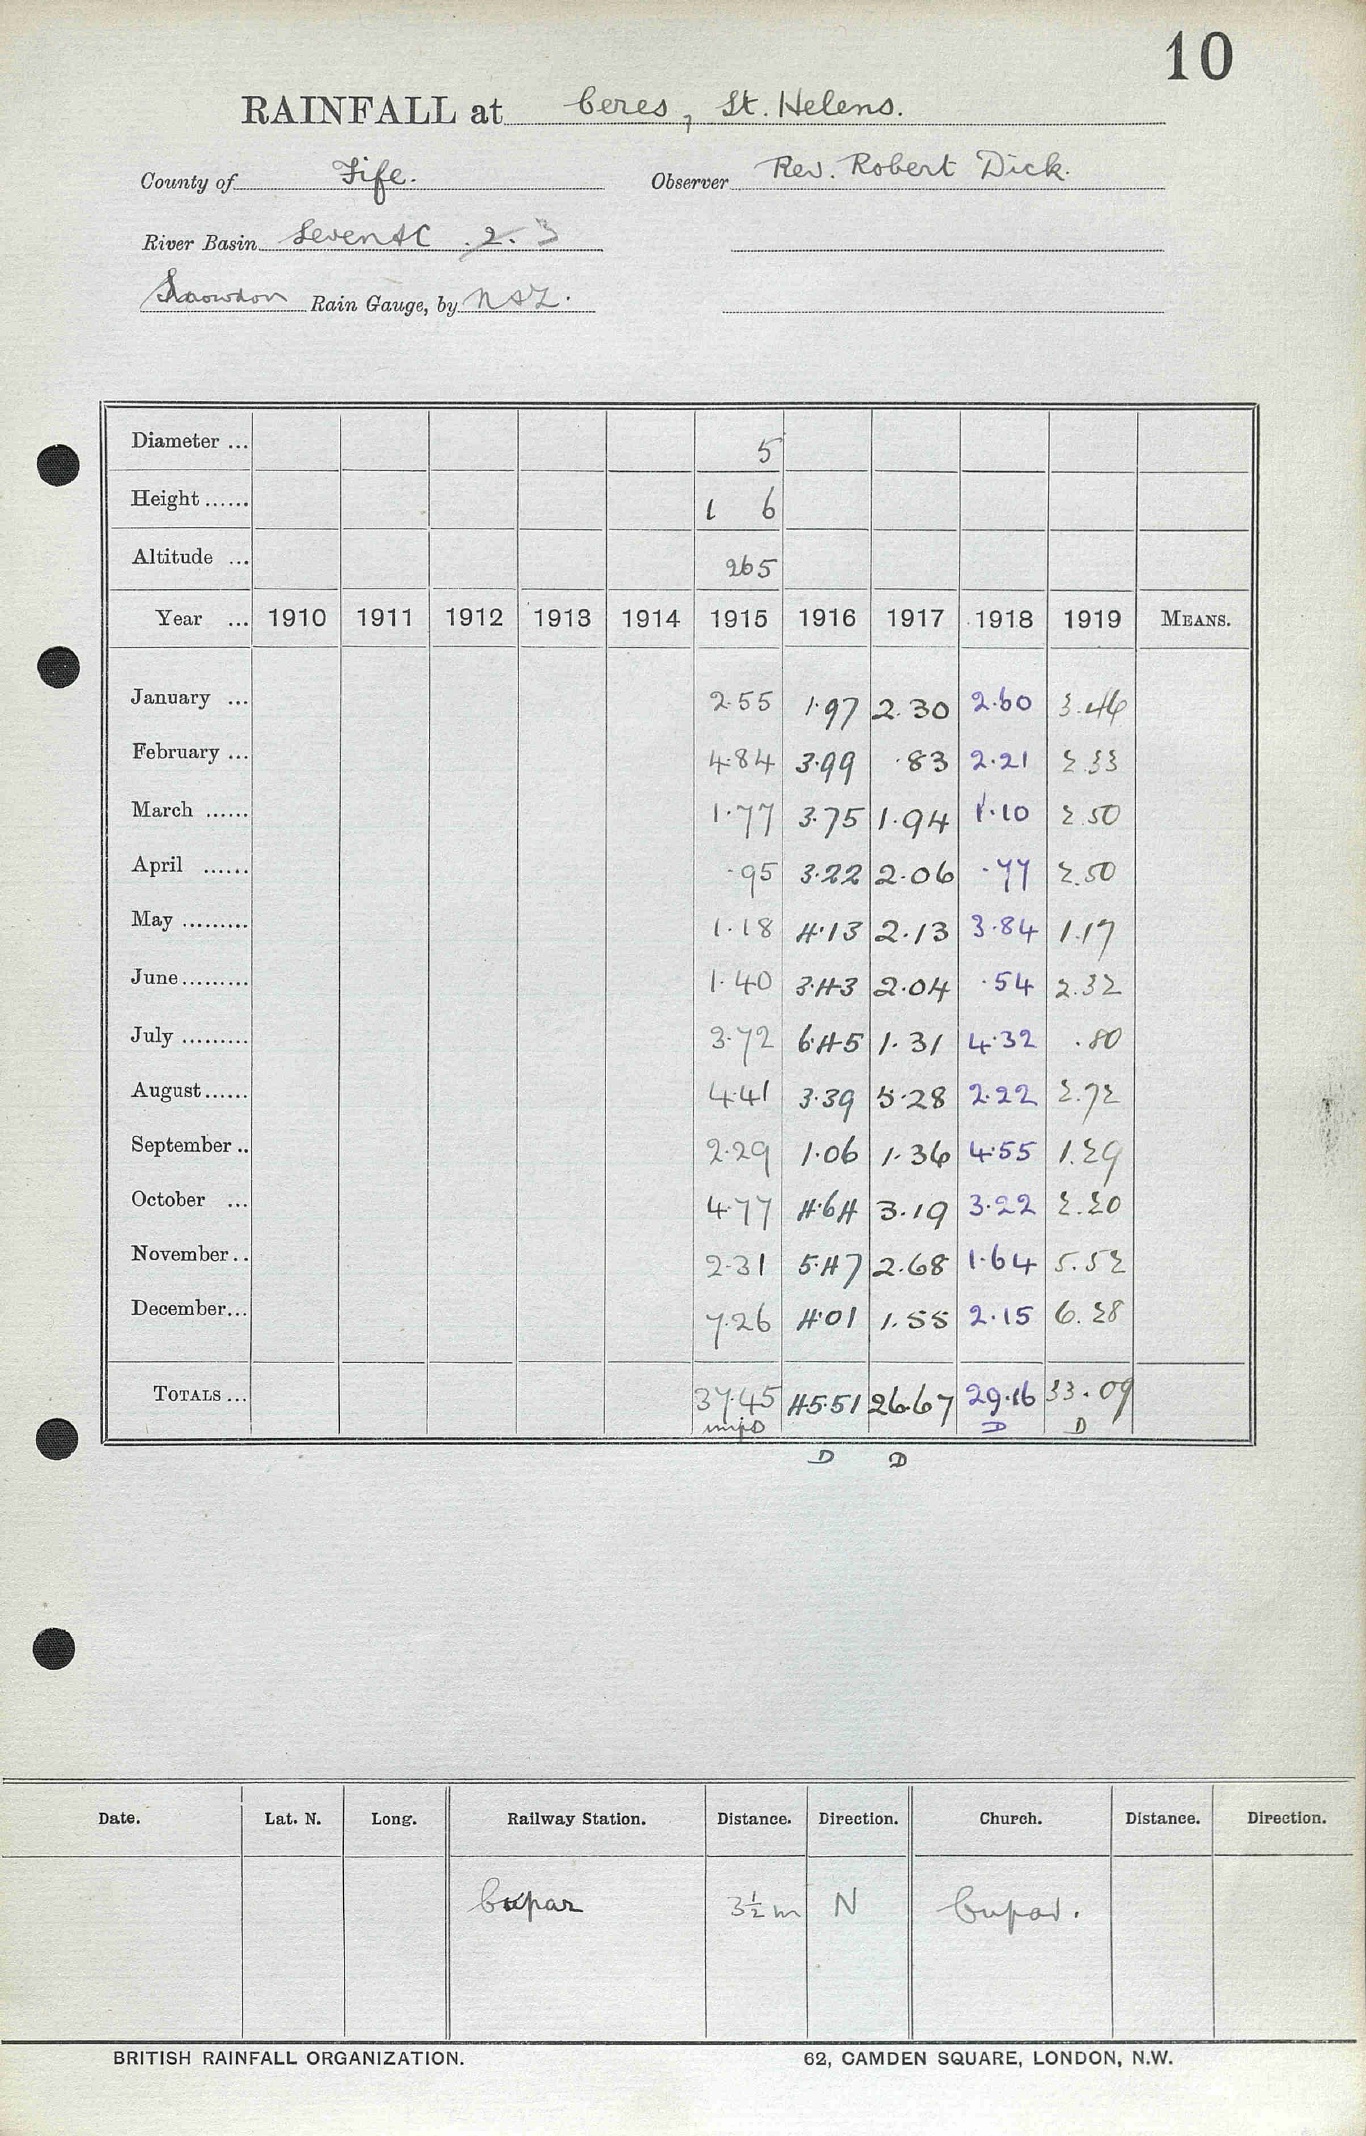 10
RAINFALL at Ceres, St. Helens.
County of Fife. Observer Rev. Robert Dick.
River Basin Leven &c 2. 3
Snowdon Rain Gauge, by N & Z.
Diameter ... 5
Height ...... 1 6
Altitude ... 265
Year ... 1910 1911 1912 1913 1914 1915 1916 1917 1918 1919 MEANS.
January ... 2.55 1.97 2.30 2.60 3.46
February ... 4.84 3.99 .83 2.21 2.33
March ...... 1.77 3.75 1.94 1.10 2.50
April ...... .95 3.22 2.06 .77 2.50
May ......... 1.18 4.13 2.13 3.84 1.17
June......... 1.40 3.43 2.04 .54 2.32
July ......... 3.72 6.45 1.31 4.32 .80
August...... 4.41 3.39 5.28 2.22 2.72
September.. 2.29 1.06 1.36 4.55 1.29
October ... 4.77 4.64 3.19 3.22 2.20
November.. 2.31 5.47 2.68 1.64 5.52
December... 7.26 4.01 1.55 2.15 6.28
TOTALS ... 37.45 45.51 26.67 29.16 33.09
D D
D D
Date. Lat. N. Long. Railway Station. Distance. Direction. Church. Distance. Direction.
Cupar 3½ m N Cupar.
BRITISH RAINFALL ORGANIZATION. 62, CAMDEN SQUARE, LONDON, N.W.